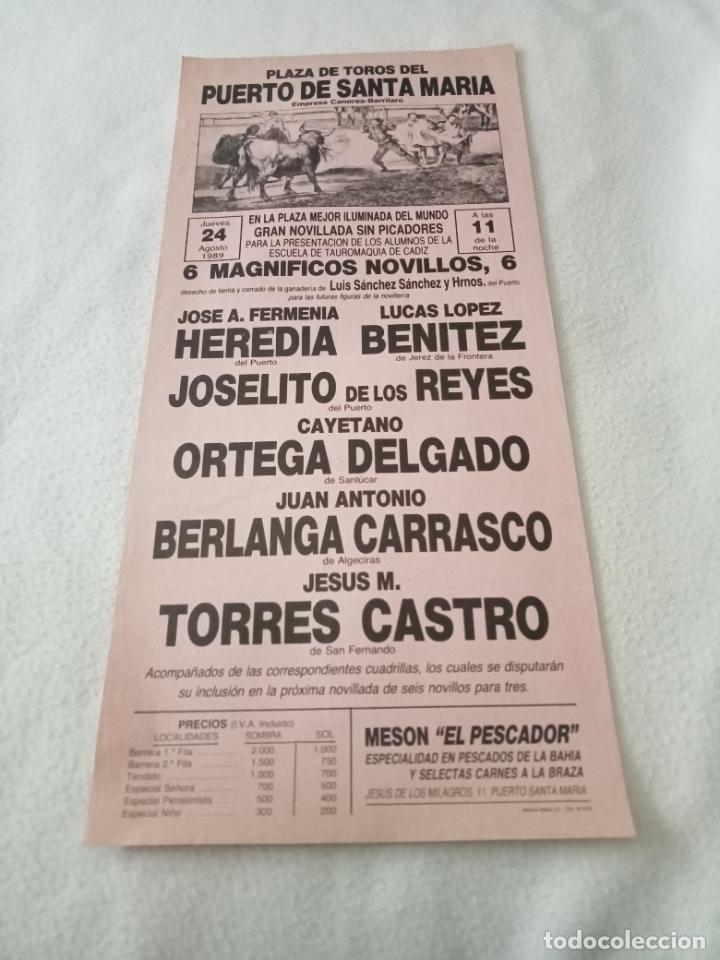 PLAZA DE TOROS DEL
PUERTO DE SANTA MARIA
Empresa Canorea-Barrilaro
Jueves
24
Agosto
1989
EN LA PLAZA MEJOR ILUMINADA DEL MUNDO
GRAN NOVILLADA SIN PICADORES
PARA LA PRESENTACION DE LOS ALUMNOS DE LA
ESCUELA DE TAUROMAQUIA DE CADIZ
A las
11
de la
noche
6 MAGNIFICOS NOVILLOS, 6
desecho de tienta y cerrado de la ganadería de Luis Sánchez Sánchez y Hrnos. del Puerto
para las futuras figuras de la novillería
JOSE A. FERMENIA
HEREDIA
del Puerto
LUCAS LOPEZ
BENITEZ
de Jerez de la Frontera
JOSELITO DE LOS REYES
del Puerto
CAYETANO
ORTEGA DELGADO
de Sanlúcar
JUAN ANTONIO
BERLANGA CARRASCO
de Algeciras
JESUS M.
TORRES CASTRO
de San Fernando
Acompañados de las correspondientes cuadrillas, los cuales se disputarán
su inclusión en la próxima novillada de seis novillos para tres.
PRECIOS (I.V.A. Incluido)
LOCALIDADES SOMBRA SOL
Barrera 1.ª Fila 2.000 1.000
Barrera 2.ª Fila 1.500 750
Tendido 1.000 700
Especial Señora 700 500
Especial Pensionista 500 400
Especial Niño 300 200
MESON "EL PESCADOR"
ESPECIALIDAD EN PESCADOS DE LA BAHIA
Y SELECTAS CARNES A LA BRAZA
JESUS DE LOS MILAGROS, 11 PUERTO SANTA MARIA
todocoleccion
todocoleccion.net